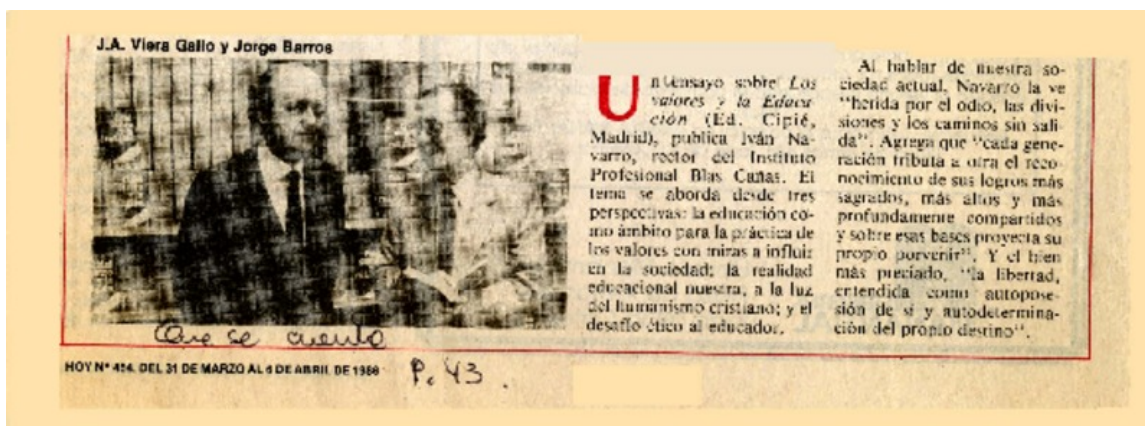 J.A. Viera Gallo y Jorge Barros
Un ensayo sobre Los
valores y la Educa-
ción (Ed. Cipié,
Madrid), publica Iván Na-
varro, rector del Instituto
Profesional Blas Cañas. El
tema se aborda desde tres
perspectivas: la educación co-
mo ámbito para la práctica de
los valores con miras a influir
en la sociedad; la realidad
educacional nuestra, a la luz
del humanismo cristiano; y el
desafío ético al educador.
Al hablar de nuestra so-
ciedad actual, Navarro la ve
"herida por el odio, las divi-
siones y los caminos sin sali-
da". Agrega que "cada gene-
ración tributa a otra el reco-
nocimiento de sus logros más
sagrados, más altos y más
profundamente compartidos
y sobre esas bases proyecta su
propio porvenir". Y el bien
más preciado, "la libertad,
entendida como autopose-
sión de sí y autodetermina-
ción del propio destino".
Que se cuenta
HOY Nº 454. DEL 31 DE MARZO AL 6 DE ABRIL DE 1986
P. 43.